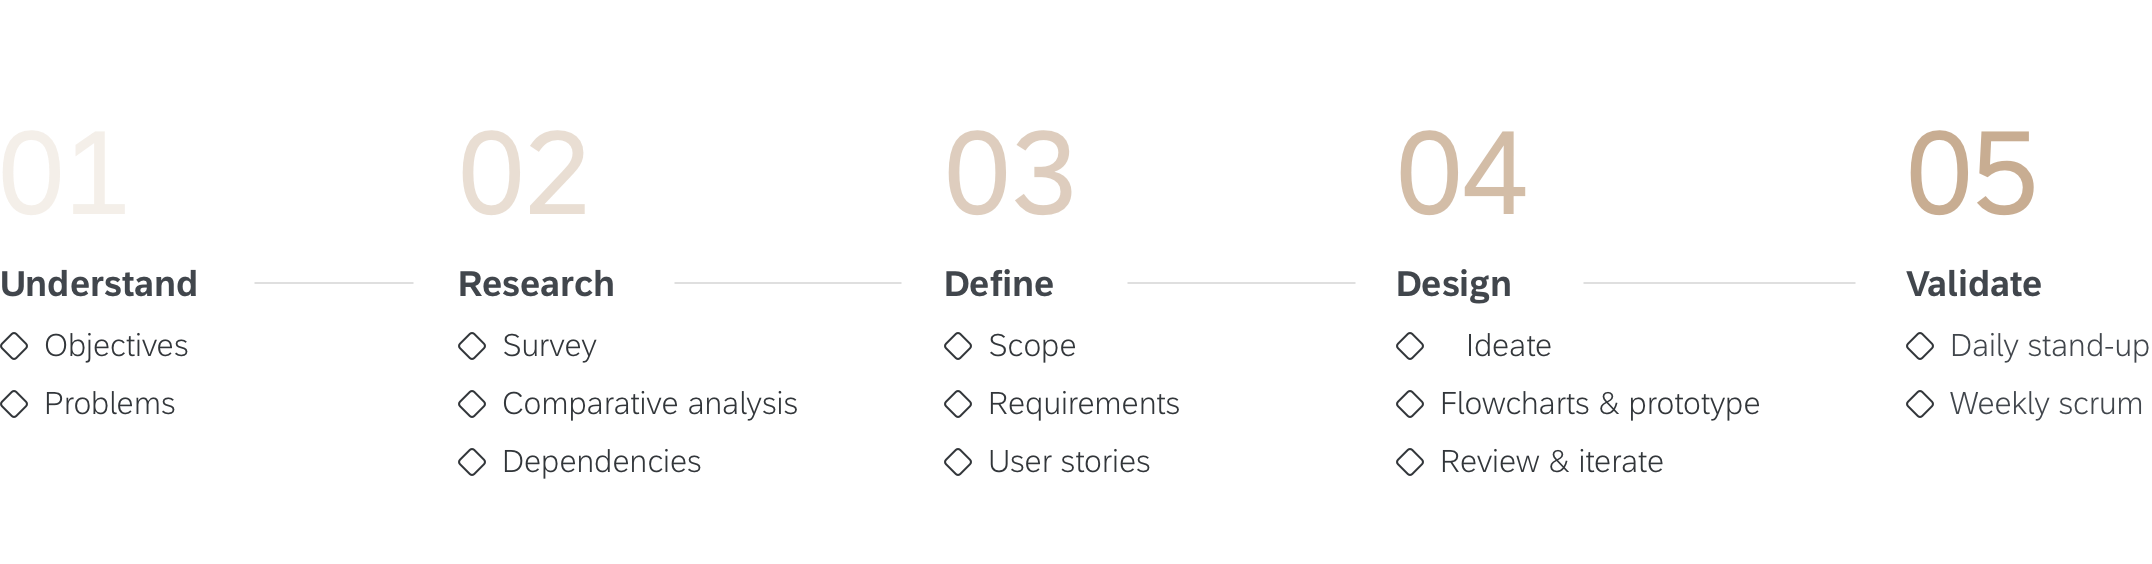 01
Understand
Objectives
Problems
02
Research
Survey
Comparative analysis
Dependencies
03
Define
Scope
Requirements
User stories
04
Design
Ideate
Flowcharts & prototype
Review & iterate
05
Validate
Daily stand-up
Weekly scrum